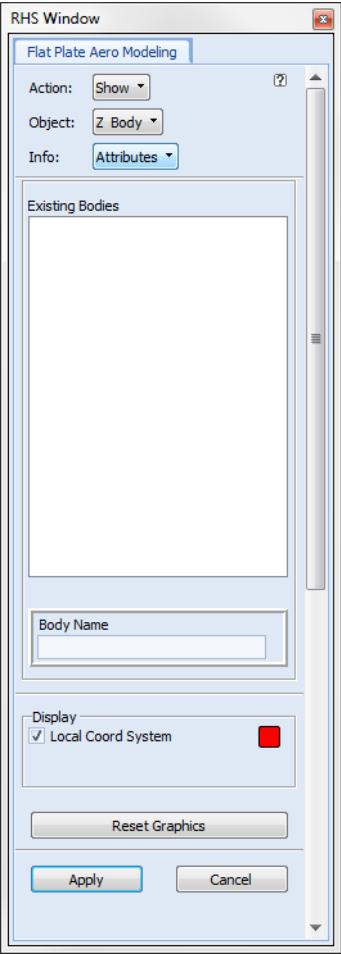 RHS Window
Flat Plate Aero Modeling
Action: Show
?
Object: Z Body
Info: Attributes
Existing Bodies
Body Name
Display
Local Coord System
Reset Graphics
Apply Cancel